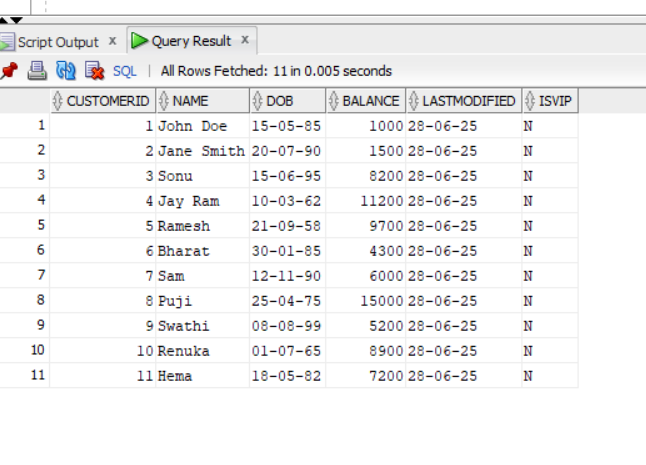 Script Output x Query Result x
SQL | All Rows Fetched: 11 in 0.005 seconds
CUSTOMERID NAME DOB BALANCE LASTMODIFIED ISVIP
1 1 John Doe 15-05-85 1000 28-06-25 N
2 2 Jane Smith 20-07-90 1500 28-06-25 N
3 3 Sonu 15-06-95 8200 28-06-25 N
4 4 Jay Ram 10-03-62 11200 28-06-25 N
5 5 Ramesh 21-09-58 9700 28-06-25 N
6 6 Bharat 30-01-85 4300 28-06-25 N
7 7 Sam 12-11-90 6000 28-06-25 N
8 8 Puji 25-04-75 15000 28-06-25 N
9 9 Swathi 08-08-99 5200 28-06-25 N
10 10 Renuka 01-07-65 8900 28-06-25 N
11 11 Hema 18-05-82 7200 28-06-25 N